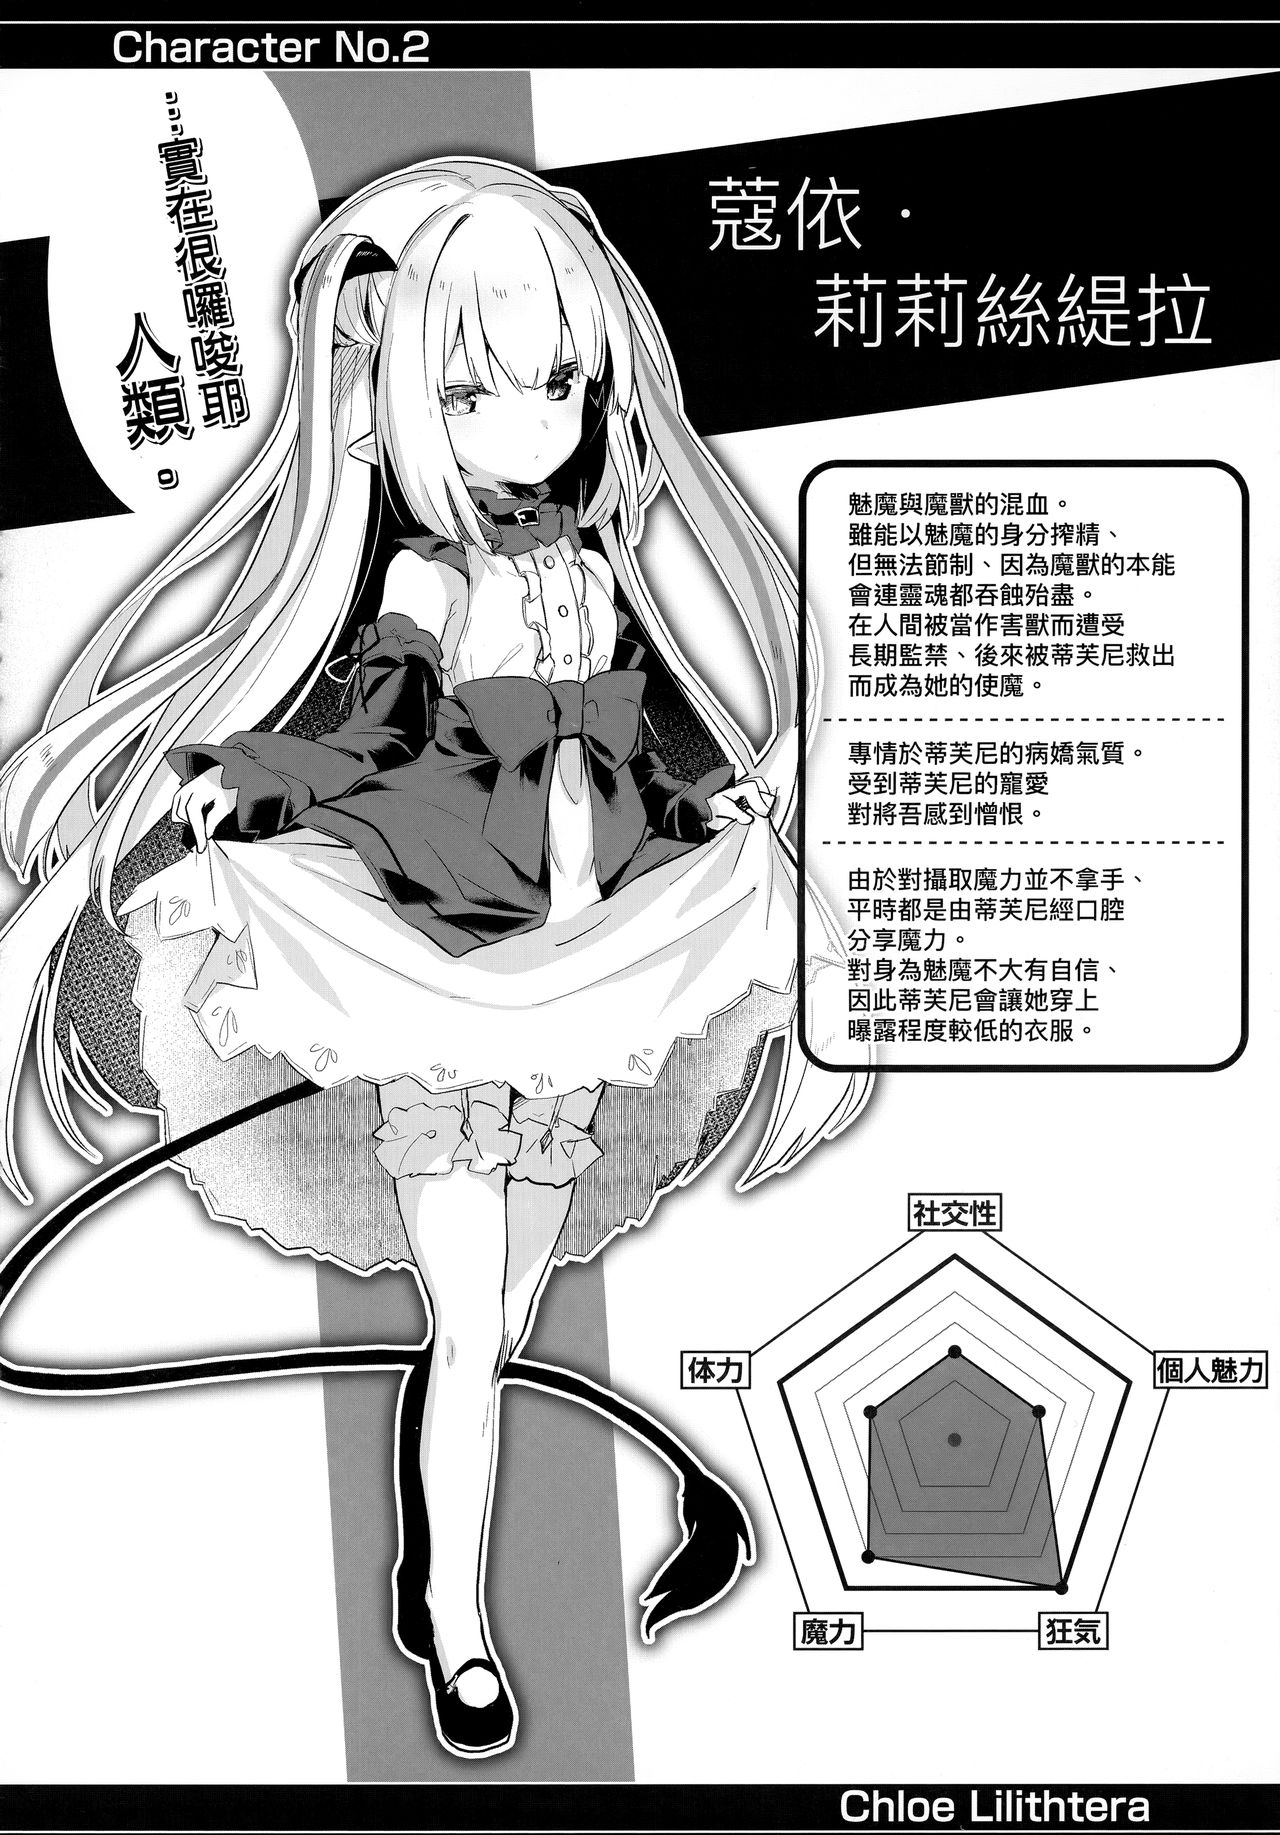 Character No.2
…實在很囉唆耶
人類。
蔻依·
莉莉絲緹拉
魅魔與魔獸的混血。
雖能以魅魔的身分搾精、
但無法節制、因為魔獸的本能
會連靈魂都吞蝕殆盡。
在人間被當作害獸而遭受
長期監禁、後來被蒂芙尼救出
而成為她的使魔。
專情於蒂芙尼的病嬌氣質。
受到蒂芙尼的寵愛
對將吾感到憎恨。
由於對攝取魔力並不拿手、
平時都是由蒂芙尼經口腔
分享魔力。
對身為魅魔不大有自信、
因此蒂芙尼會讓她穿上
曝露程度較低的衣服。
社交性
体力
個人魅力
魔力
狂気
Chloe Lilithtera